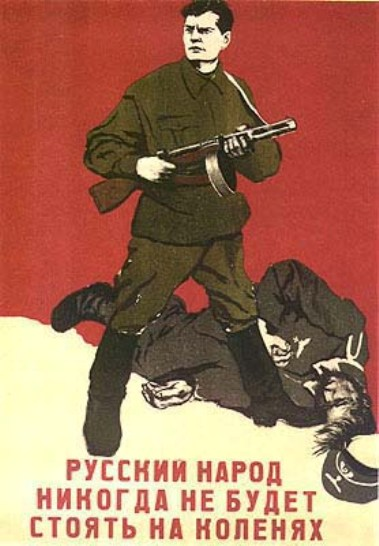 РУССКИЙ НАРОД
НИКОГДА НЕ БУДЕТ
СТОЯТЬ НА КОЛЕНЯХ